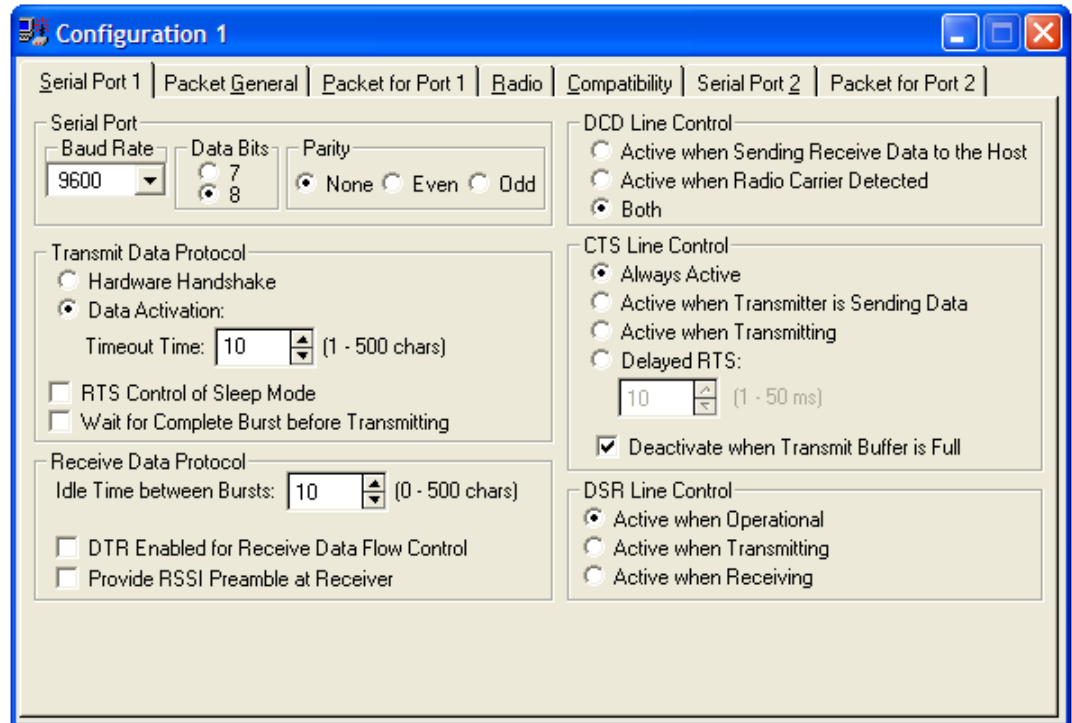 Configuration 1
Serial Port 1
Packet General
Packet for Port 1
Radio
Compatibility
Serial Port 2
Packet for Port 2
Serial Port
Baud Rate
9600
Data Bits
7
8
Parity
None
Even
Odd
Transmit Data Protocol
Hardware Handshake
Data Activation:
Timeout Time: 10 (1 - 500 chars)
RTS Control of Sleep Mode
Wait for Complete Burst before Transmitting
Receive Data Protocol
Idle Time between Bursts: 10 (0 - 500 chars)
DTR Enabled for Receive Data Flow Control
Provide RSSI Preamble at Receiver
DCD Line Control
Active when Sending Receive Data to the Host
Active when Radio Carrier Detected
Both
CTS Line Control
Always Active
Active when Transmitter is Sending Data
Active when Transmitting
Delayed RTS:
10 (1 - 50 ms)
Deactivate when Transmit Buffer is Full
DSR Line Control
Active when Operational
Active when Transmitting
Active when Receiving